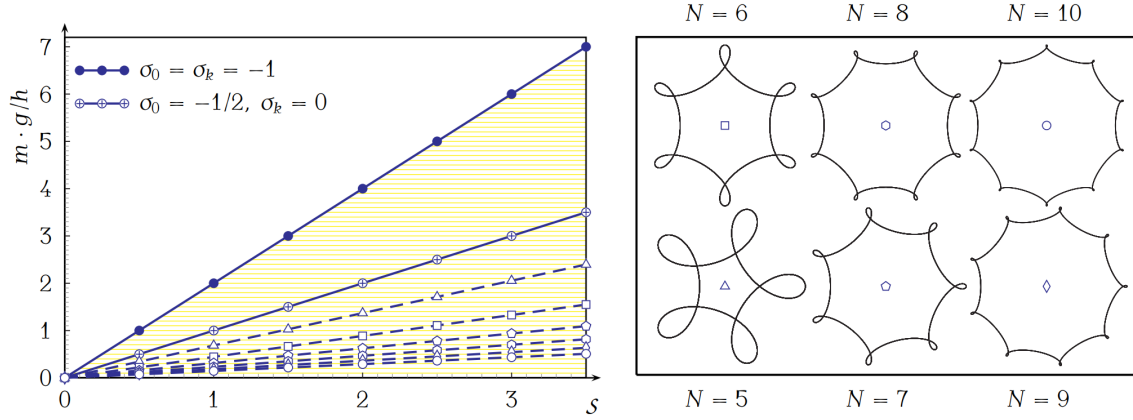 N = 6 N = 8 N = 10
7
6
5
4
3
2
1
0
m · g/h
σ₀ = σₖ = −1
σ₀ = −1/2, σₖ = 0
0 1 2 3 s
N = 5 N = 7 N = 9